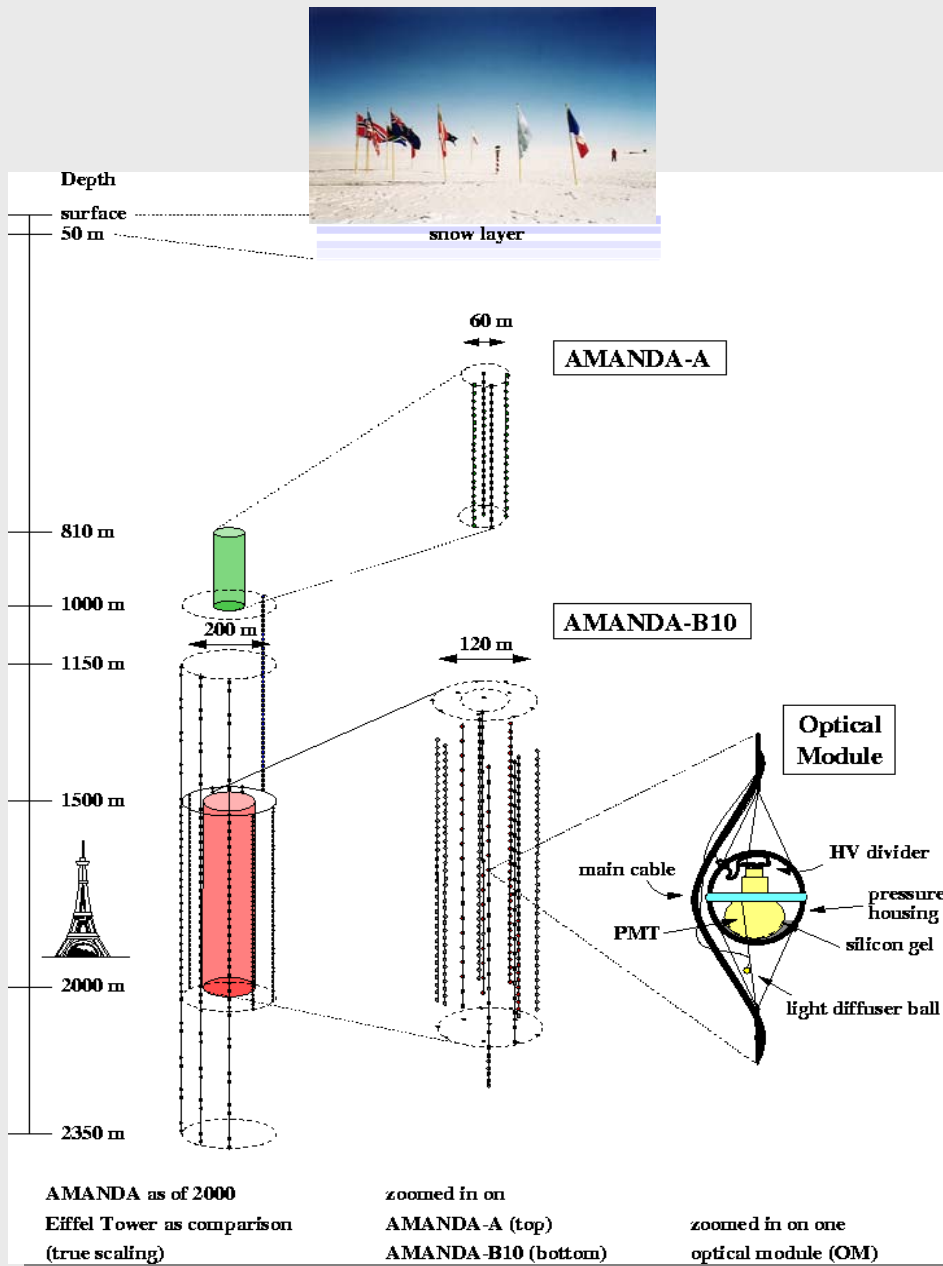 Depth
surface
50 m
snow layer
60 m
AMANDA-A
810 m
1000 m
200 m
AMANDA-B10
120 m
1150 m
Optical
Module
1500 m
HV divider
main cable
pressure
housing
PMT
silicon gel
2000 m
light diffuser ball
2350 m
AMANDA as of 2000
Eiffel Tower as comparison
(true scaling)
zoomed in on
AMANDA-A (top)
AMANDA-B10 (bottom)
zoomed in on one
optical module (OM)